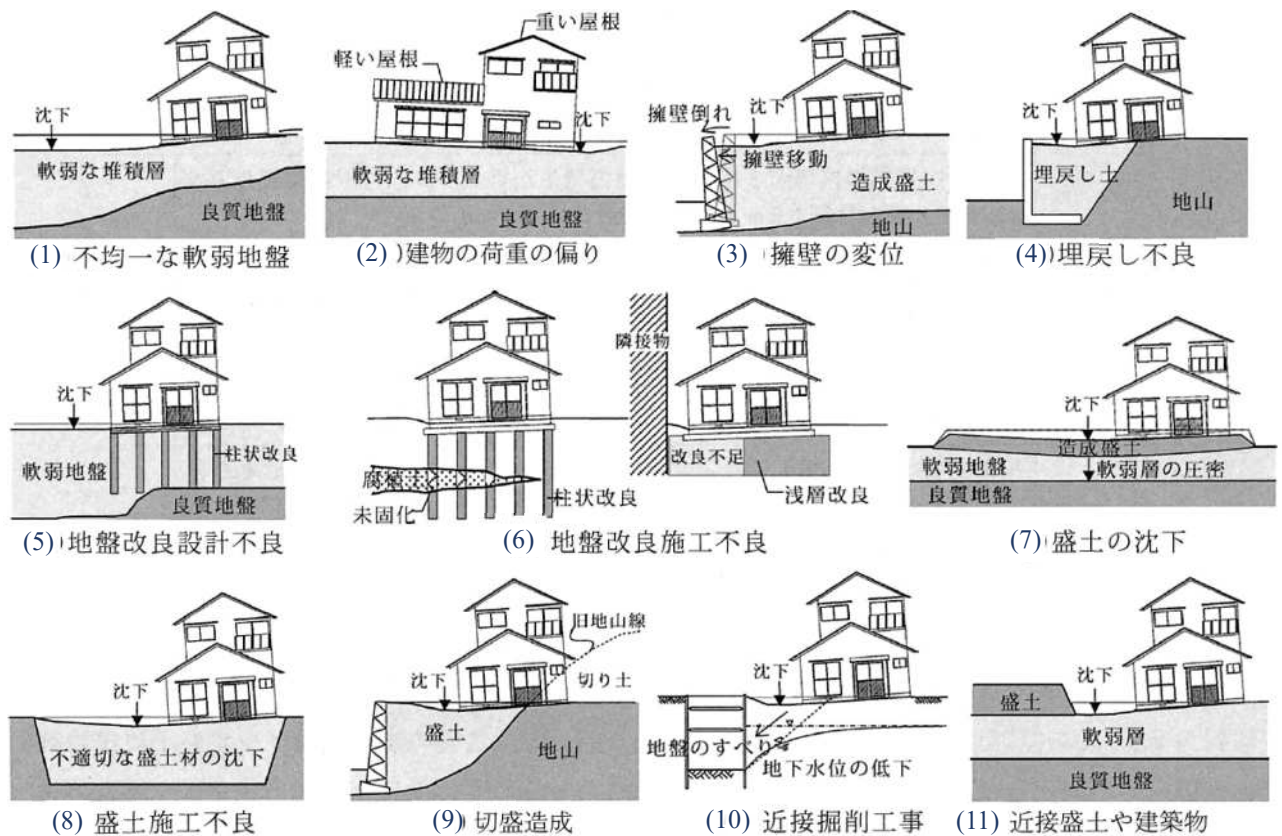 沈下
軟弱な堆積層
良質地盤
(1) 不均一な軟弱地盤
重い屋根
軽い屋根
沈下
軟弱な堆積層
良質地盤
(2) )建物の荷重の偏り
擁壁倒れ
沈下
擁壁移動
造成盛土
地山
(3) 擁壁の変位
沈下
埋戻し土
地山
(4) )埋戻し不良
沈下
軟弱地盤
柱状改良
良質地盤
(5) )地盤改良設計不良
腐植
未固化
柱状改良
隣接物
改良不足
浅層改良
(6) 地盤改良施工不良
沈下
造成盛土
軟弱地盤
軟弱層の圧密
良質地盤
(7) )盛土の沈下
沈下
不適切な盛土材の沈下
(8) 盛土施工不良
旧地山線
沈下
切り土
盛土
地山
(9) 切盛造成
沈下
地盤のすべり
地下水位の低下
(10) 近接掘削工事
盛土
沈下
軟弱層
良質地盤
(11) 近接盛土や建築物